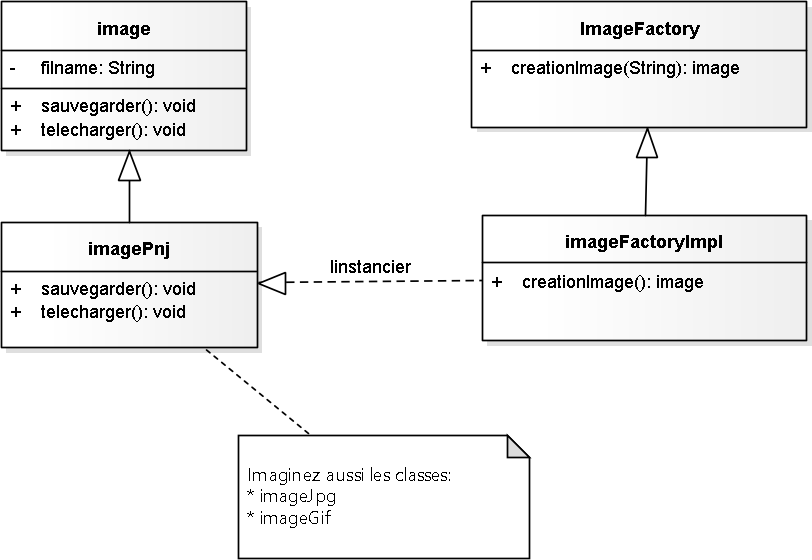 image
- filname: String
+ sauvegarder(): void
+ telecharger(): void
ImageFactory
+ creationImage(String): image
imagePnj
+ sauvegarder(): void
+ telecharger(): void
linstancier
imageFactoryImpl
+ creationImage(): image
Imaginez aussi les classes:
* imageJpg
* imageGif